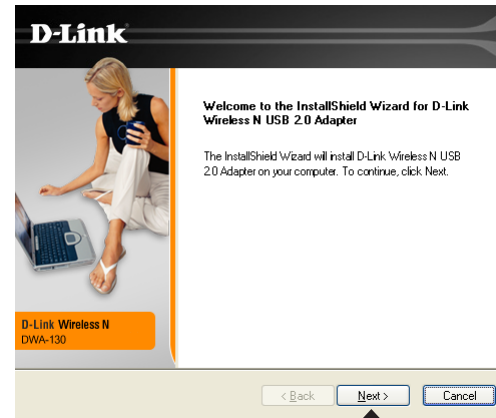 D-Link
Welcome to the InstallShield Wizard for D-Link
Wireless N USB 2.0 Adapter
The InstallShield Wizard will install D-Link Wireless N USB
2.0 Adapter on your computer. To continue, click Next.
D-Link Wireless N
DWA-130
< Back
Next >
Cancel